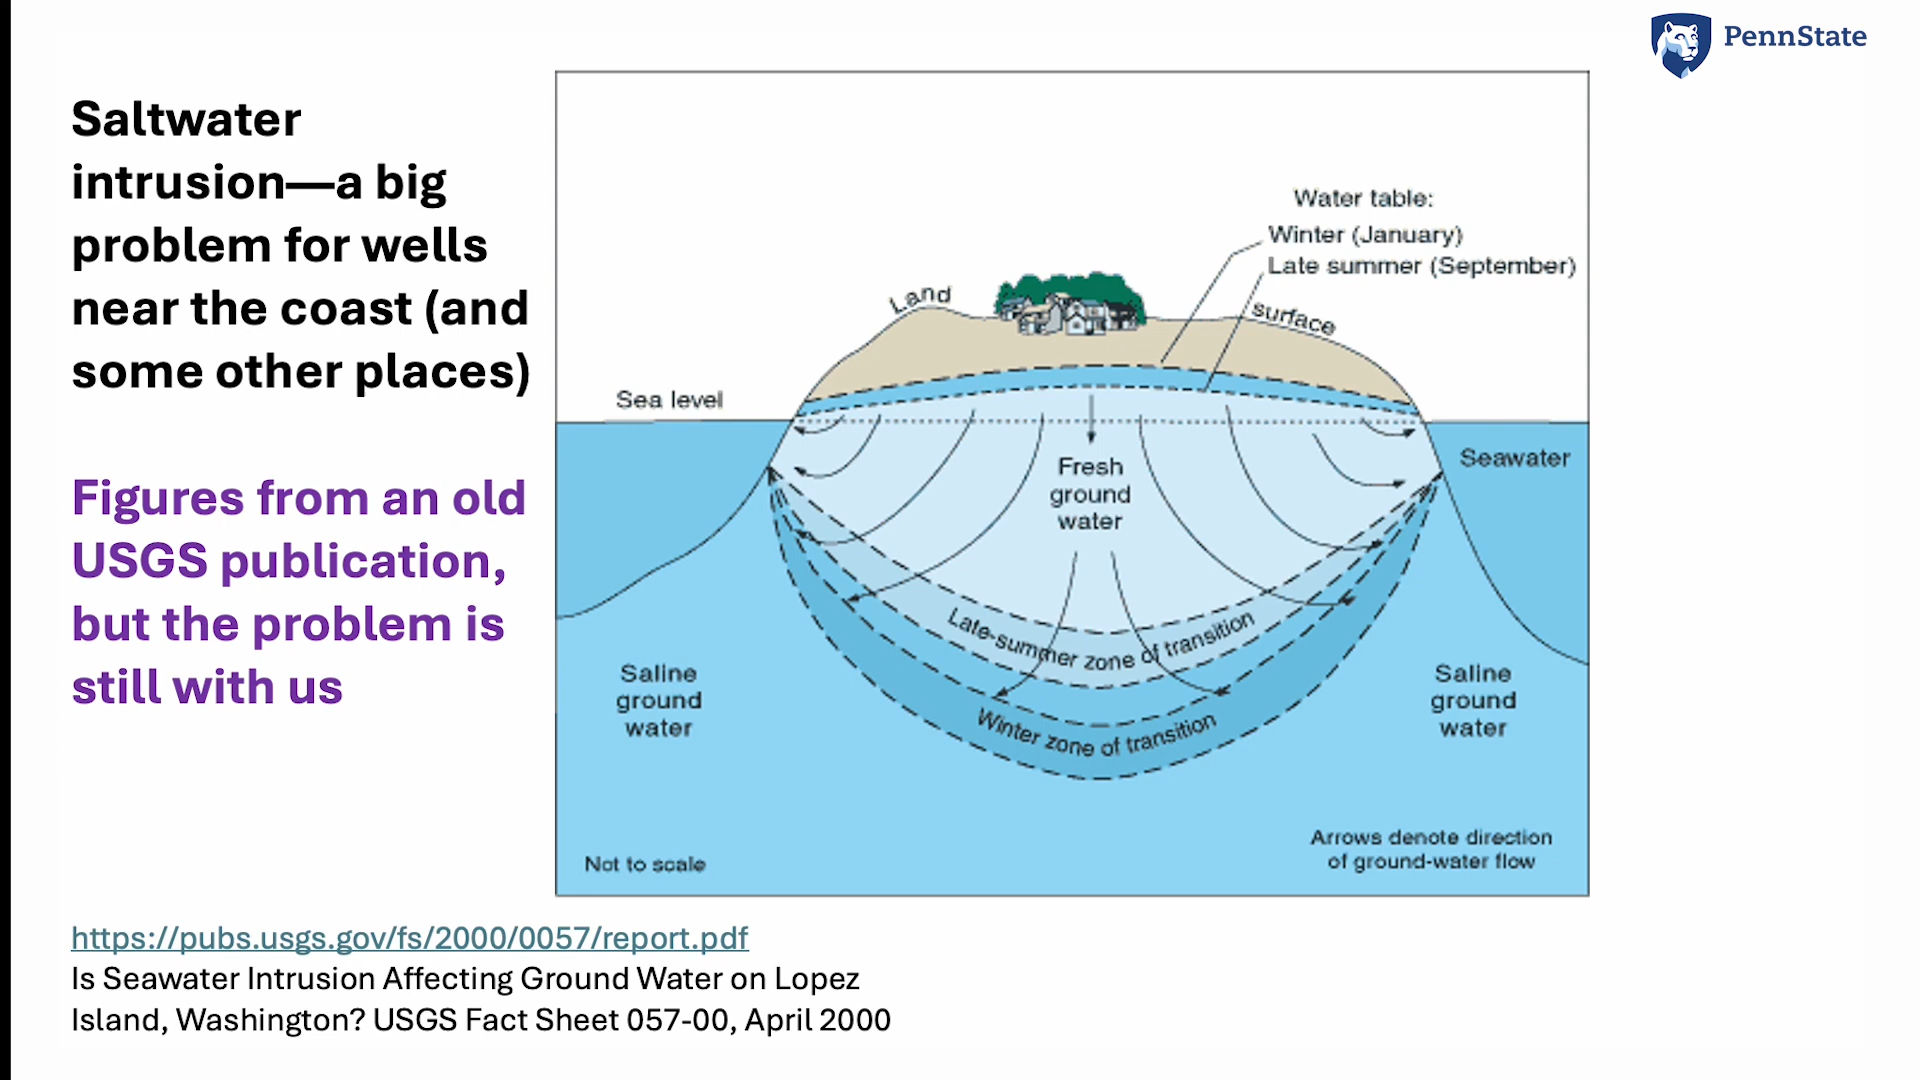 PennState
Saltwater
intrusion—a big
problem for wells
near the coast (and
some other places)
Figures from an old
USGS publication,
but the problem is
still with us
Water table:
Winter (January)
Late summer (September)
Land
surface
Sea level
Seawater
Fresh
ground
water
Late-summer zone of transition
Winter zone of transition
Saline
ground
water
Saline
ground
water
Not to scale
Arrows denote direction
of ground-water flow
https://pubs.usgs.gov/fs/2000/0057/report.pdf
Is Seawater Intrusion Affecting Ground Water on Lopez
Island, Washington? USGS Fact Sheet 057-00, April 2000